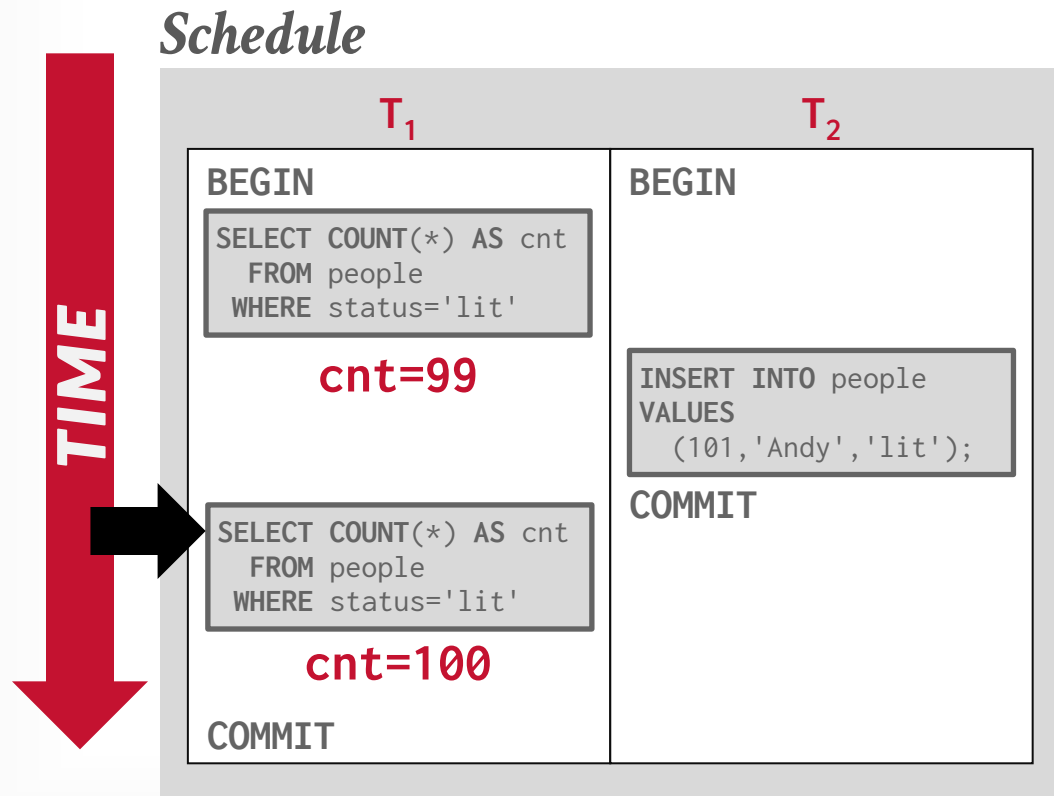 Schedule
TIME
T1
T2
BEGIN
SELECT COUNT(*) AS cnt
FROM people
WHERE status='lit'
cnt=99
SELECT COUNT(*) AS cnt
FROM people
WHERE status='lit'
cnt=100
COMMIT
BEGIN
INSERT INTO people
VALUES
(101,'Andy','lit');
COMMIT